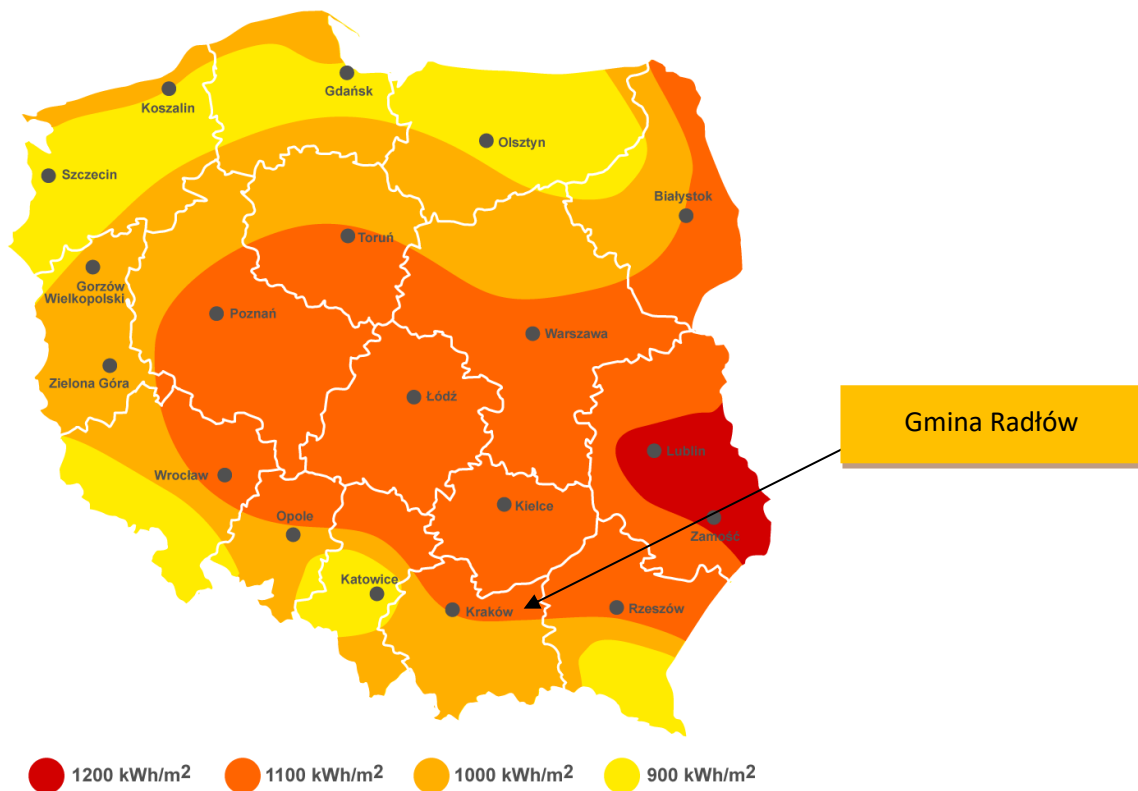 Gdańsk
Koszalin
Olsztyn
Szczecin
Białystok
Toruń
Gorzów
Wielkopolski
Poznań
Warszawa
Zielona Góra
Łódź
Gmina Radłów
Lublin
Wrocław
Kielce
Opole
Zamość
Katowice
Kraków
Rzeszów
1200 kWh/m²
1100 kWh/m²
1000 kWh/m²
900 kWh/m²